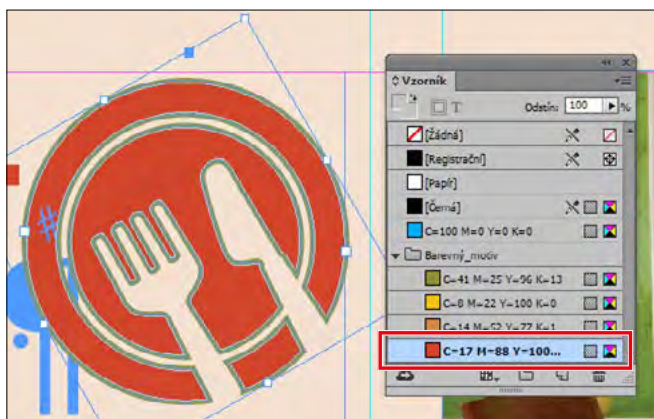 Vzorník
T
Odstín: 100 %
[Žádná]
[Registrační]
[Papír]
[Černá]
C=100 M=0 Y=0 K=0
Barevný_motiv
C=41 M=25 Y=96 K=13
C=8 M=22 Y=100 K=0
C=14 M=52 Y=77 K=1
C=17 M=88 Y=100...
#